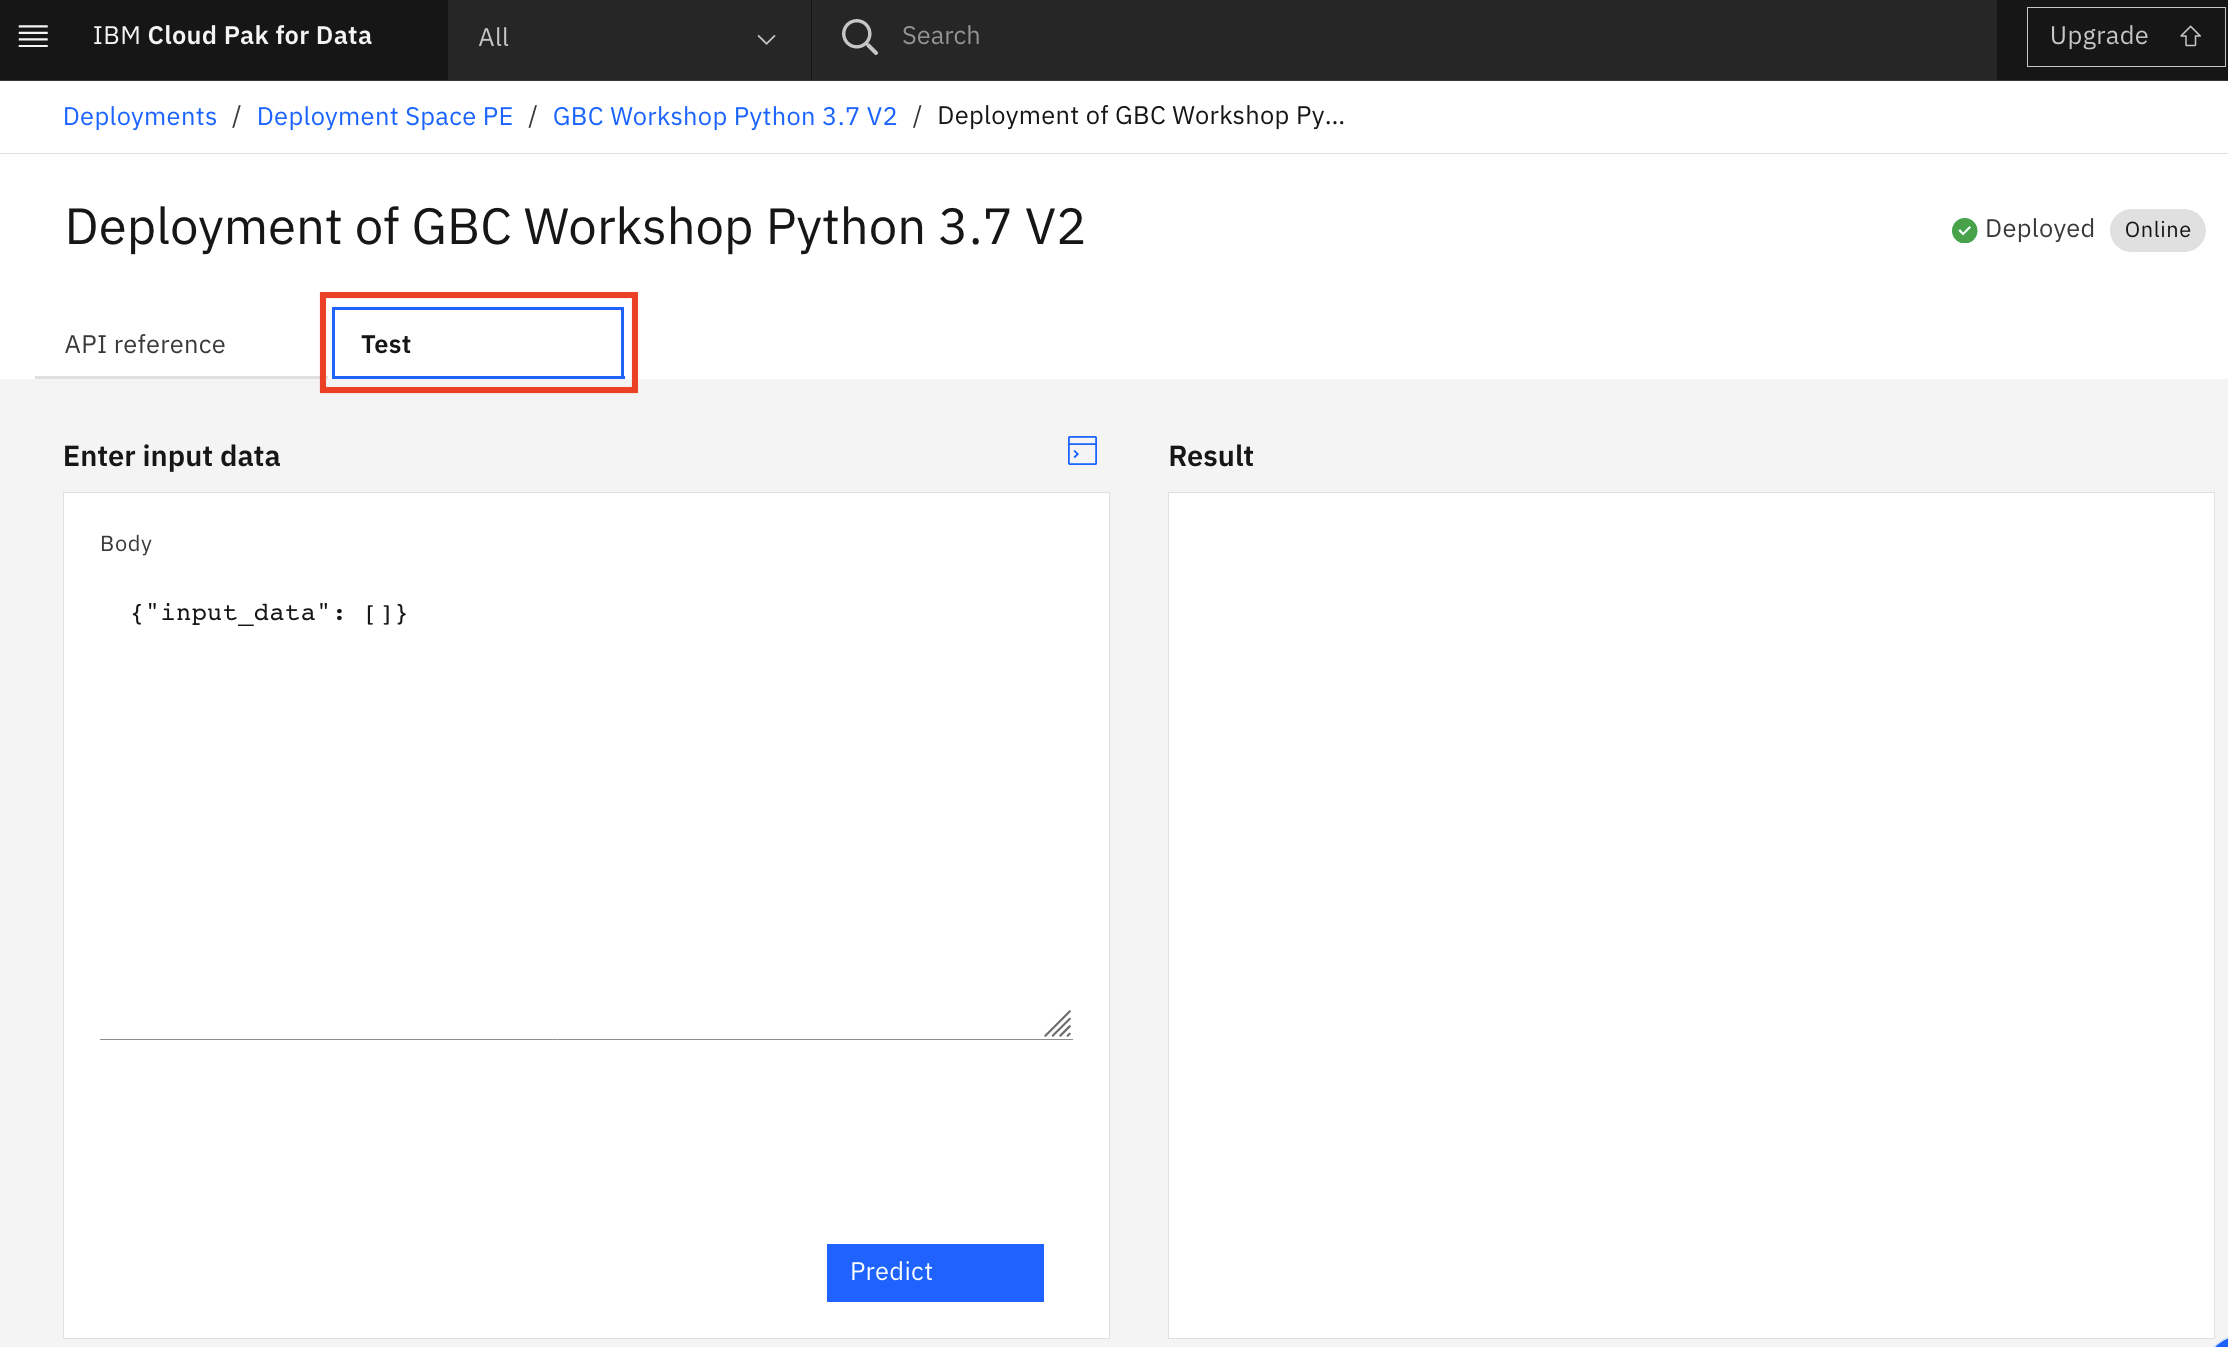 IBM Cloud Pak for Data
All
Search
Upgrade
Deployments / Deployment Space PE / GBC Workshop Python 3.7 V2 / Deployment of GBC Workshop Py...
Deployment of GBC Workshop Python 3.7 V2
Deployed
Online
API reference
Test
Enter input data
Result
Body
{"input_data": []}
Predict